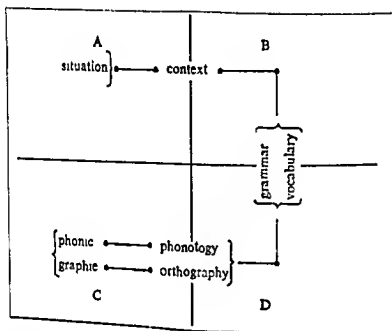 A B
situation context
grammar
vocabulary
phonic phonology
graphic orthography
C D